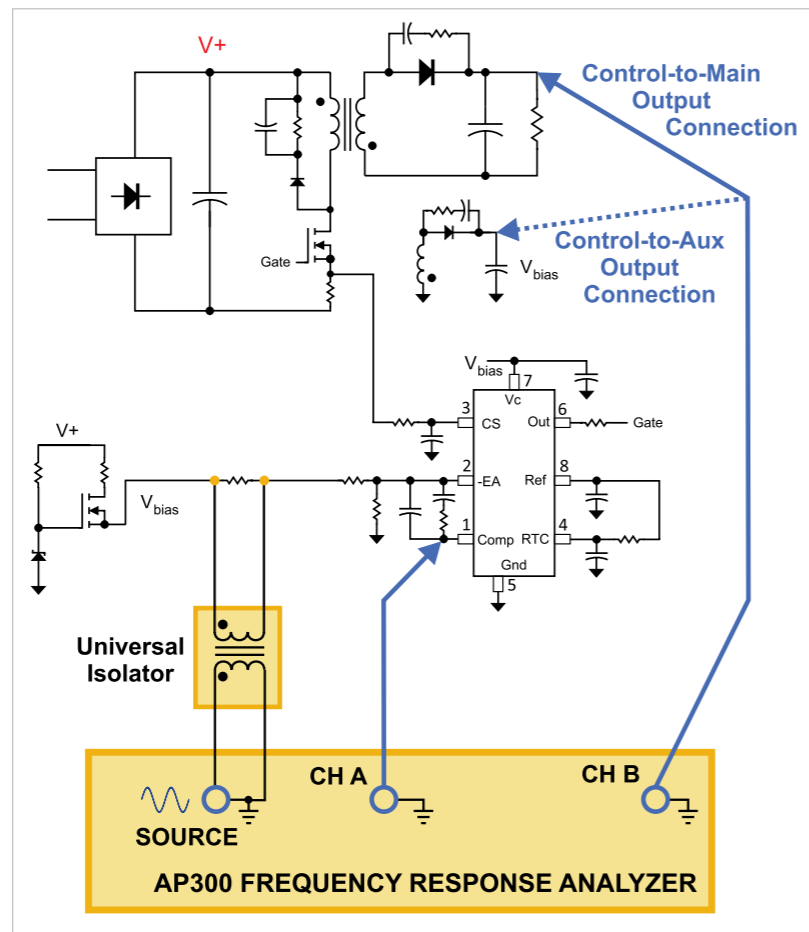 V+
Control-to-Main
Output
Connection
Gate
Control-to-Aux
Output
Connection
Vbias
Vbias
7
Vc
3
CS
6
Out
Gate
V+
Vbias
2
-EA
8
Ref
1
Comp
4
RTC
Gnd
5
Universal
Isolator
CH A
CH B
SOURCE
AP300 FREQUENCY RESPONSE ANALYZER